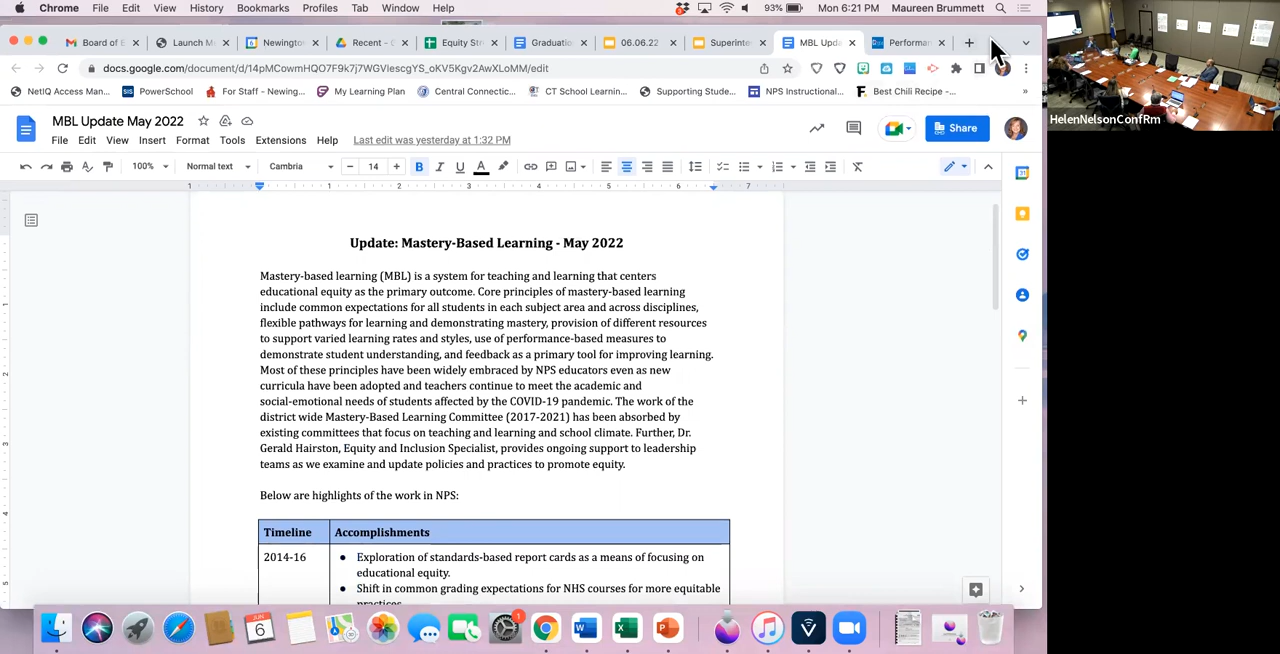 Chrome File Edit View History Bookmarks Profiles Tab Window Help 93% Mon 6:21 PM Maureen Brummett
Board of E Launch M Newingto Recent - G Equity Str Graduatio 06.06.22 Superinte MBL Upda Performan
docs.google.com/document/d/
NetIQ Access Man... PowerSchool For Staff - Newing... My Learning Plan Central Connectic... CT School Learnin... Supporting Stude... NPS Instructional... Best Chili Recipe -...
MBL Update May 2022
File Edit View Insert Format Tools Extensions Help Last edit was yesterday at 1:32 PM
Share
100% Normal text Cambria 14 B I U A
1 1 2 3 4 5 6 7
Update: Mastery-Based Learning - May 2022
Mastery-based learning (MBL) is a system for teaching and learning that centers
educational equity as the primary outcome. Core principles of mastery-based learning
include common expectations for all students in each subject area and across disciplines,
flexible pathways for learning and demonstrating mastery, provision of different resources
to support varied learning rates and styles, use of performance-based measures to
demonstrate student understanding, and feedback as a primary tool for improving learning.
Most of these principles have been widely embraced by NPS educators even as new
curricula have been adopted and teachers continue to meet the academic and
social-emotional needs of students affected by the COVID-19 pandemic. The work of the
district wide Mastery-Based Learning Committee (2017-2021) has been absorbed by
existing committees that focus on teaching and learning and school climate. Further, Dr.
Gerald Hairston, Equity and Inclusion Specialist, provides ongoing support to leadership
teams as we examine and update policies and practices to promote equity.
Below are highlights of the work in NPS:
Timeline Accomplishments
2014-16 ● Exploration of standards-based report cards as a means of focusing on
educational equity.
● Shift in common grading expectations for NHS courses for more equitable
practices.
HelenNelsonConfRm
JUN
6